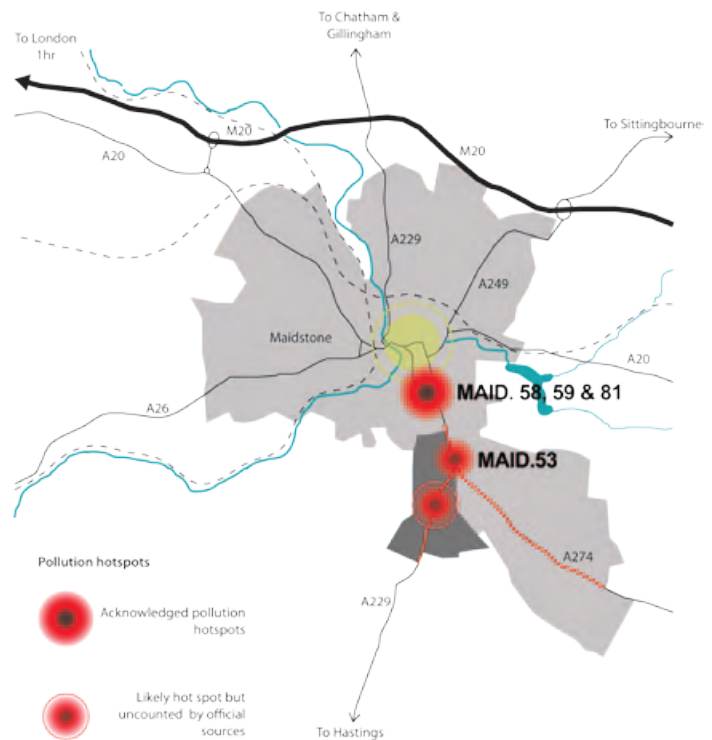 To Chatham &
Gillingham
To London
1hr
To Sittingbourne
M20
M20
A20
A229
A249
Maidstone
A20
MAID. 58, 59 & 81
A26
MAID.53
A274
Pollution hotspots
A229
Acknowledged pollution
hotspots
Likely hot spot but
uncounted by official
sources
To Hastings